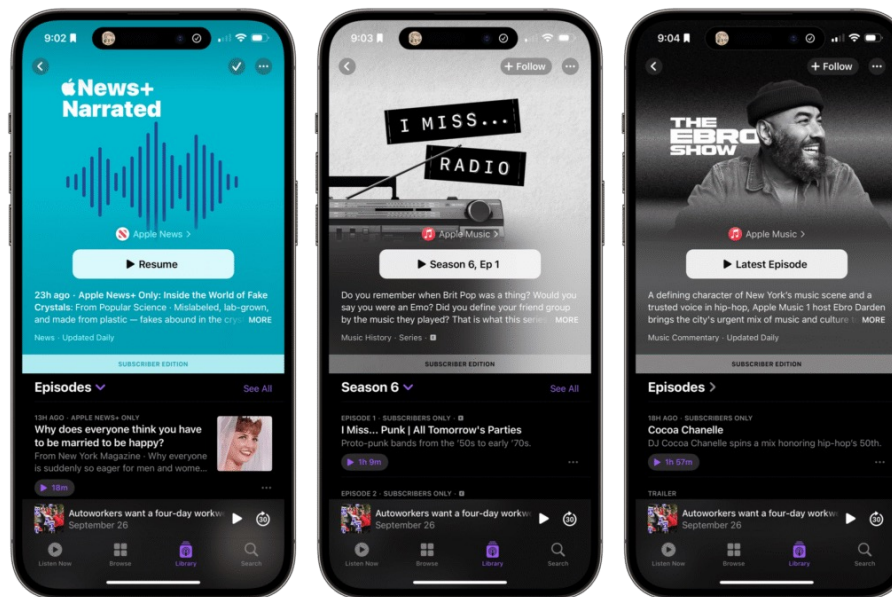 9:02
News+
Narrated
Apple News >
Resume
23h ago · Apple News+ Only: Inside the World of Fake
Crystals: From Popular Science · Mislabeled, lab-grown,
and made from plastic — fakes abound in the MORE
News · Updated Daily
SUBSCRIBER EDITION
Episodes
See All
13H AGO · APPLE NEWS+ ONLY
Why does everyone think you have
to be married to be happy?
From New York Magazine · Why everyone
is suddenly so eager for men and wome...
18m
Autoworkers want a four-day
September 26
30
Listen Now
Browse
Library
Search
9:03
+ Follow
I MISS...
RADIO
Apple Music >
Season 6, Ep 1
Do you remember when Brit Pop was a thing? Would you
say you were an Emo? Did you define your friend group
by the music they played? That is what this series MORE
Music History · Series ·
SUBSCRIBER EDITION
Season 6
See All
EPISODE 1 · SUBSCRIBERS ONLY ·
I Miss... Punk | All Tomorrow's Parties
Proto-punk bands from the '50s to early '70s.
1h 9m
EPISODE 2 · SUBSCRIBERS ONLY ·
Autoworkers want a four-day
September 26
30
Listen Now
Browse
Library
Search
9:04
+ Follow
THE
EBRO
SHOW
Apple Music >
Latest Episode
A defining character of New York's music scene and a
trusted voice in hip-hop, Apple Music 1 host Ebro Darden
brings the city's urgent mix of music and culture MORE
Music Commentary · Updated Daily
SUBSCRIBER EDITION
Episodes >
18H AGO · SUBSCRIBERS ONLY
Cocoa Chanelle
DJ Cocoa Chanelle spins a mix honoring hip-hop's 50th.
1h 57m
TRAILER
Autoworkers want a four-day
September 26
30
Listen Now
Browse
Library
Search